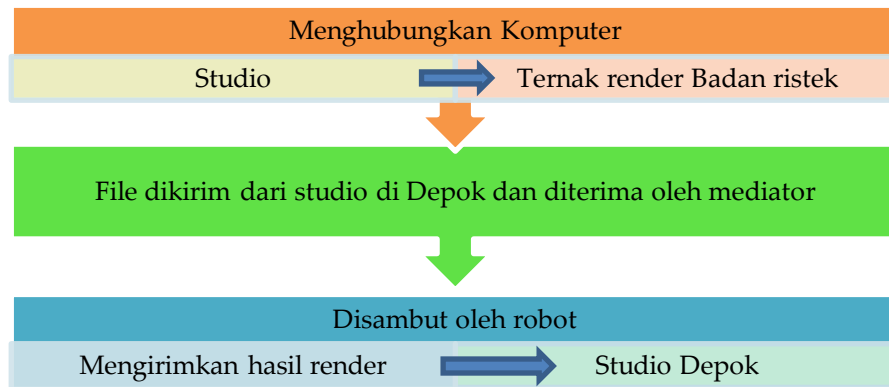 Menghubungkan Komputer
Studio
Ternak render Badan ristek
File dikirim dari studio di Depok dan diterima oleh mediator
Disambut oleh robot
Mengirimkan hasil render
Studio Depok